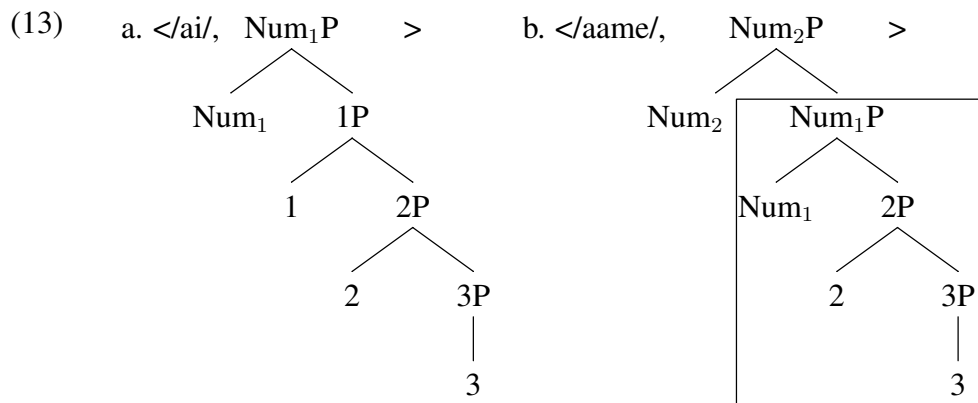 (13) a. </ai/, Num₁P > b. </aame/, Num₂P >
Num₁ 1P Num₂ Num₁P
1 2P Num₁ 2P
2 3P 2 3P
3 3